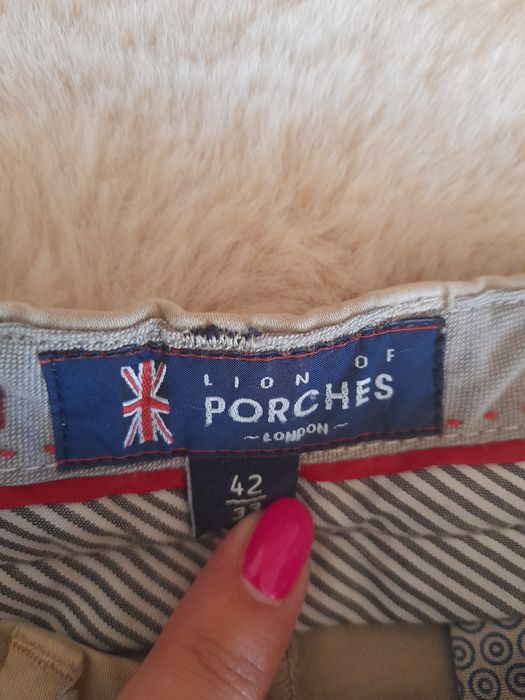 LION OF
PORCHES
~LONDON~
42